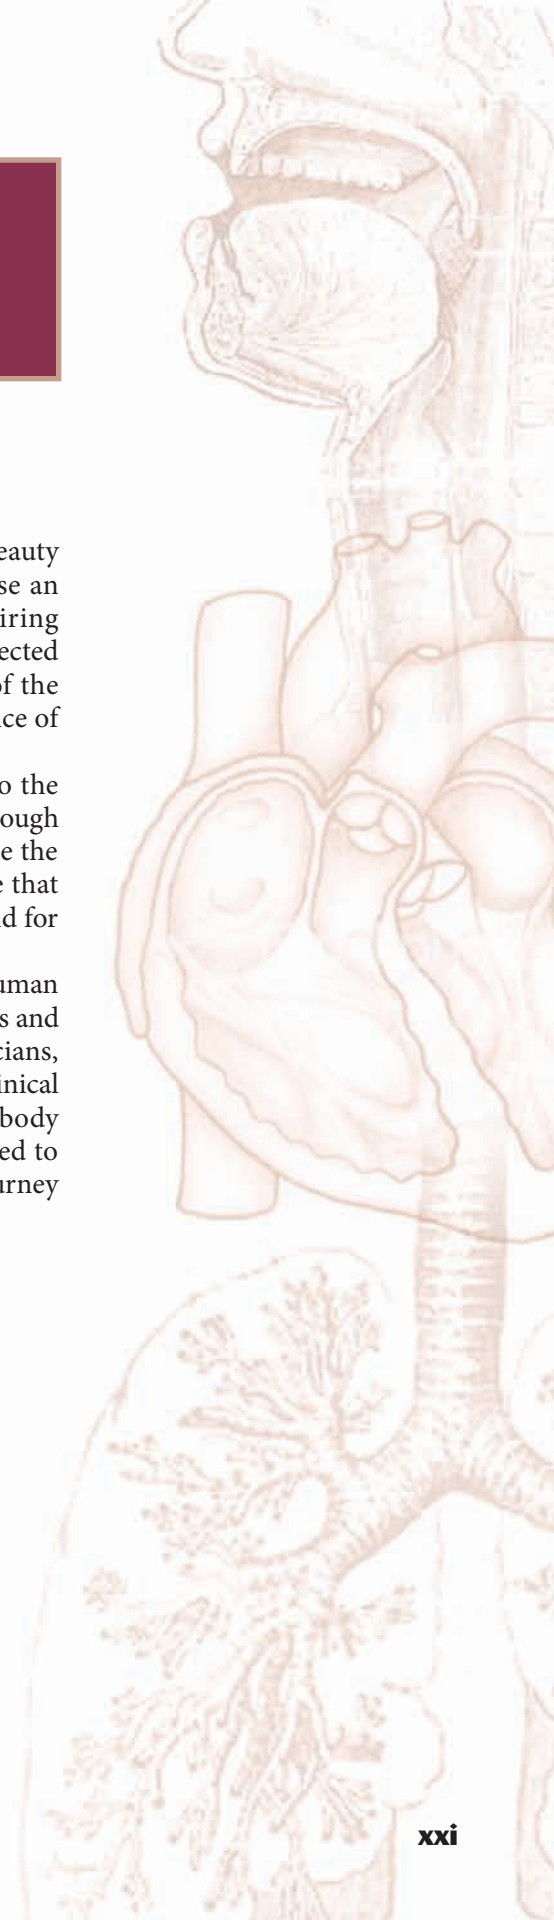 eauty
se an
iring
ected
of the
ce of
o the
ough
e the
e that
d for
uman
s and
cians,
inical
body
ed to
urney
xxi